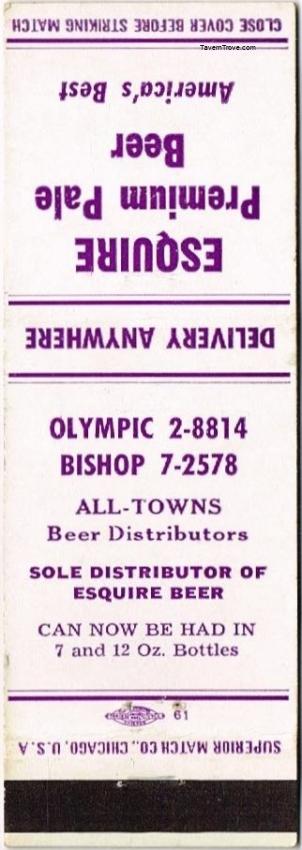 CLOSE COVER BEFORE STRIKING MATCH
TavernTrove.com
ESQUIRE
Premium Pale
Beer
America's Best
DELIVERY ANYWHERE
OLYMPIC 2-8814
BISHOP 7-2578
ALL-TOWNS
Beer Distributors
SOLE DISTRIBUTOR OF
ESQUIRE BEER
CAN NOW BE HAD IN
7 and 12 Oz. Bottles
61
SUPERIOR MATCH CO., CHICAGO, U.S.A